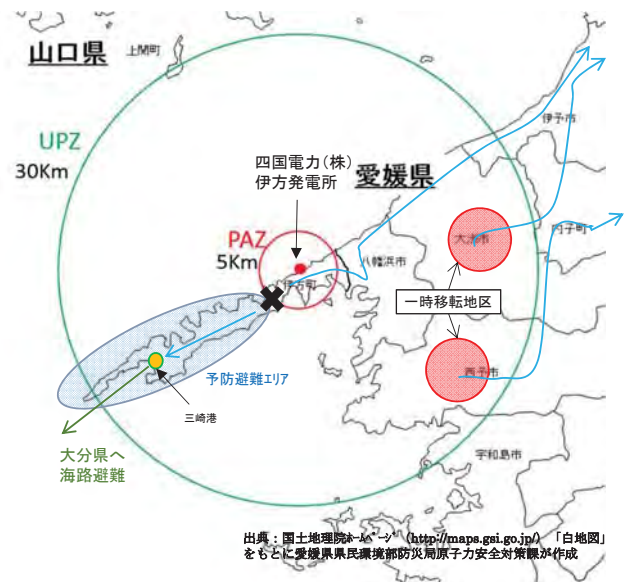 山口県
上関町
UPZ
30Km
四国電力(株)
伊方発電所
愛媛県
伊予市
PAZ
5Km
大洲市
内子町
八幡浜市
伊方町
一時移転地区
予防避難エリア
西予市
三崎港
大分県へ
海路避難
宇和島市
出典:国土地理院ホームページ(http://maps.gsi.go.jp/)「白地図」
をもとに愛媛県県民環境部防災局原子力安全対策課が作成